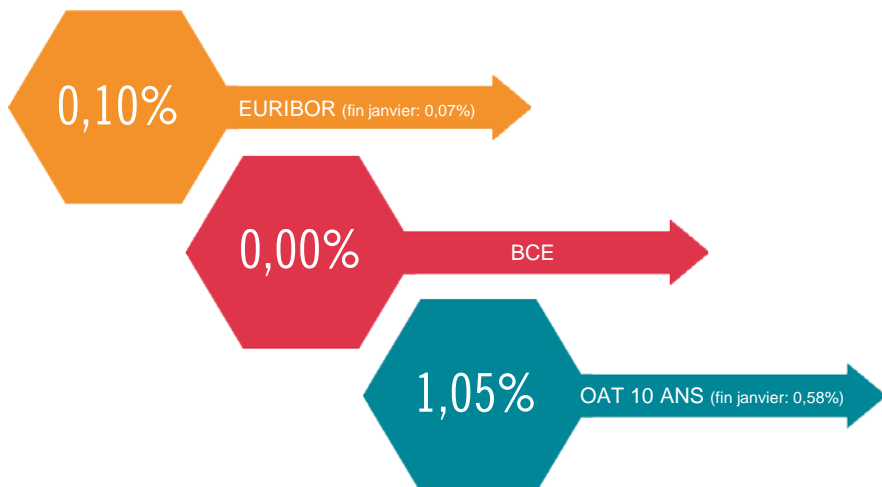 0,10%
EURIBOR (fin janvier: 0,07%)
0,00%
BCE
1,05%
OAT 10 ANS (fin janvier: 0,58%)